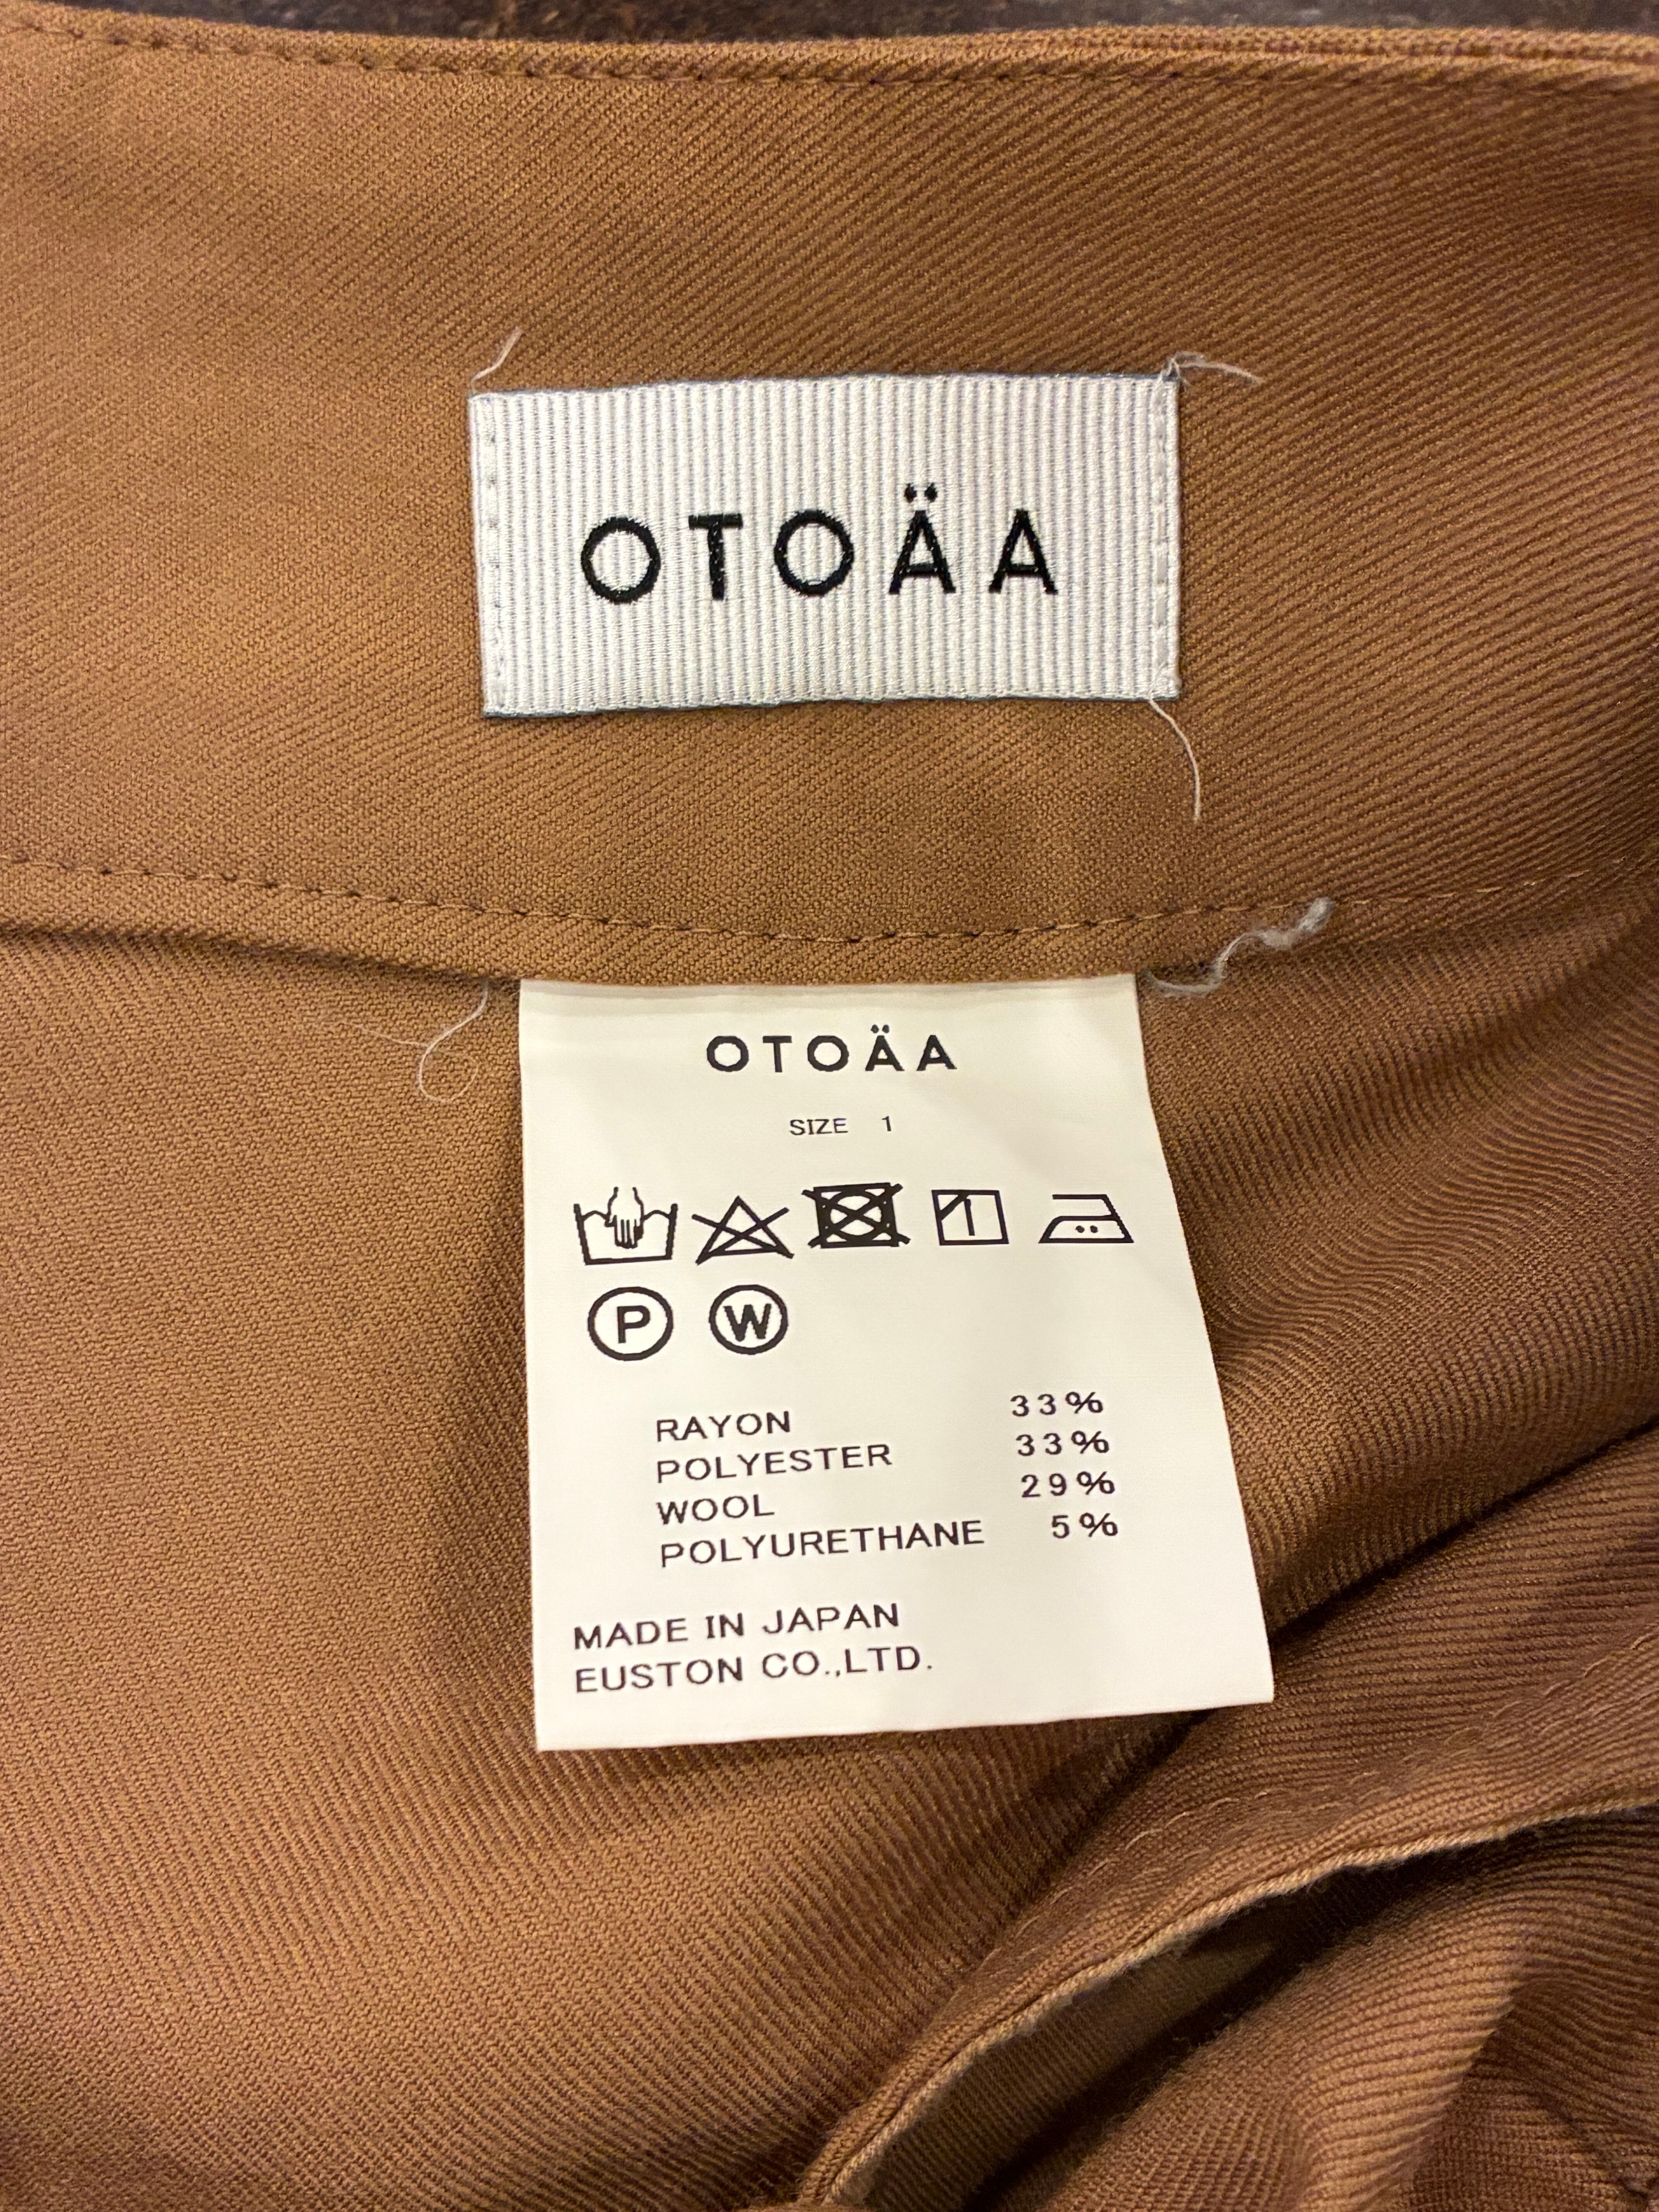 OTOÄA
OTOÄA
SIZE 1
P W
RAYON 33%
POLYESTER 33%
WOOL 29%
POLYURETHANE 5%
MADE IN JAPAN
EUSTON CO.,LTD.